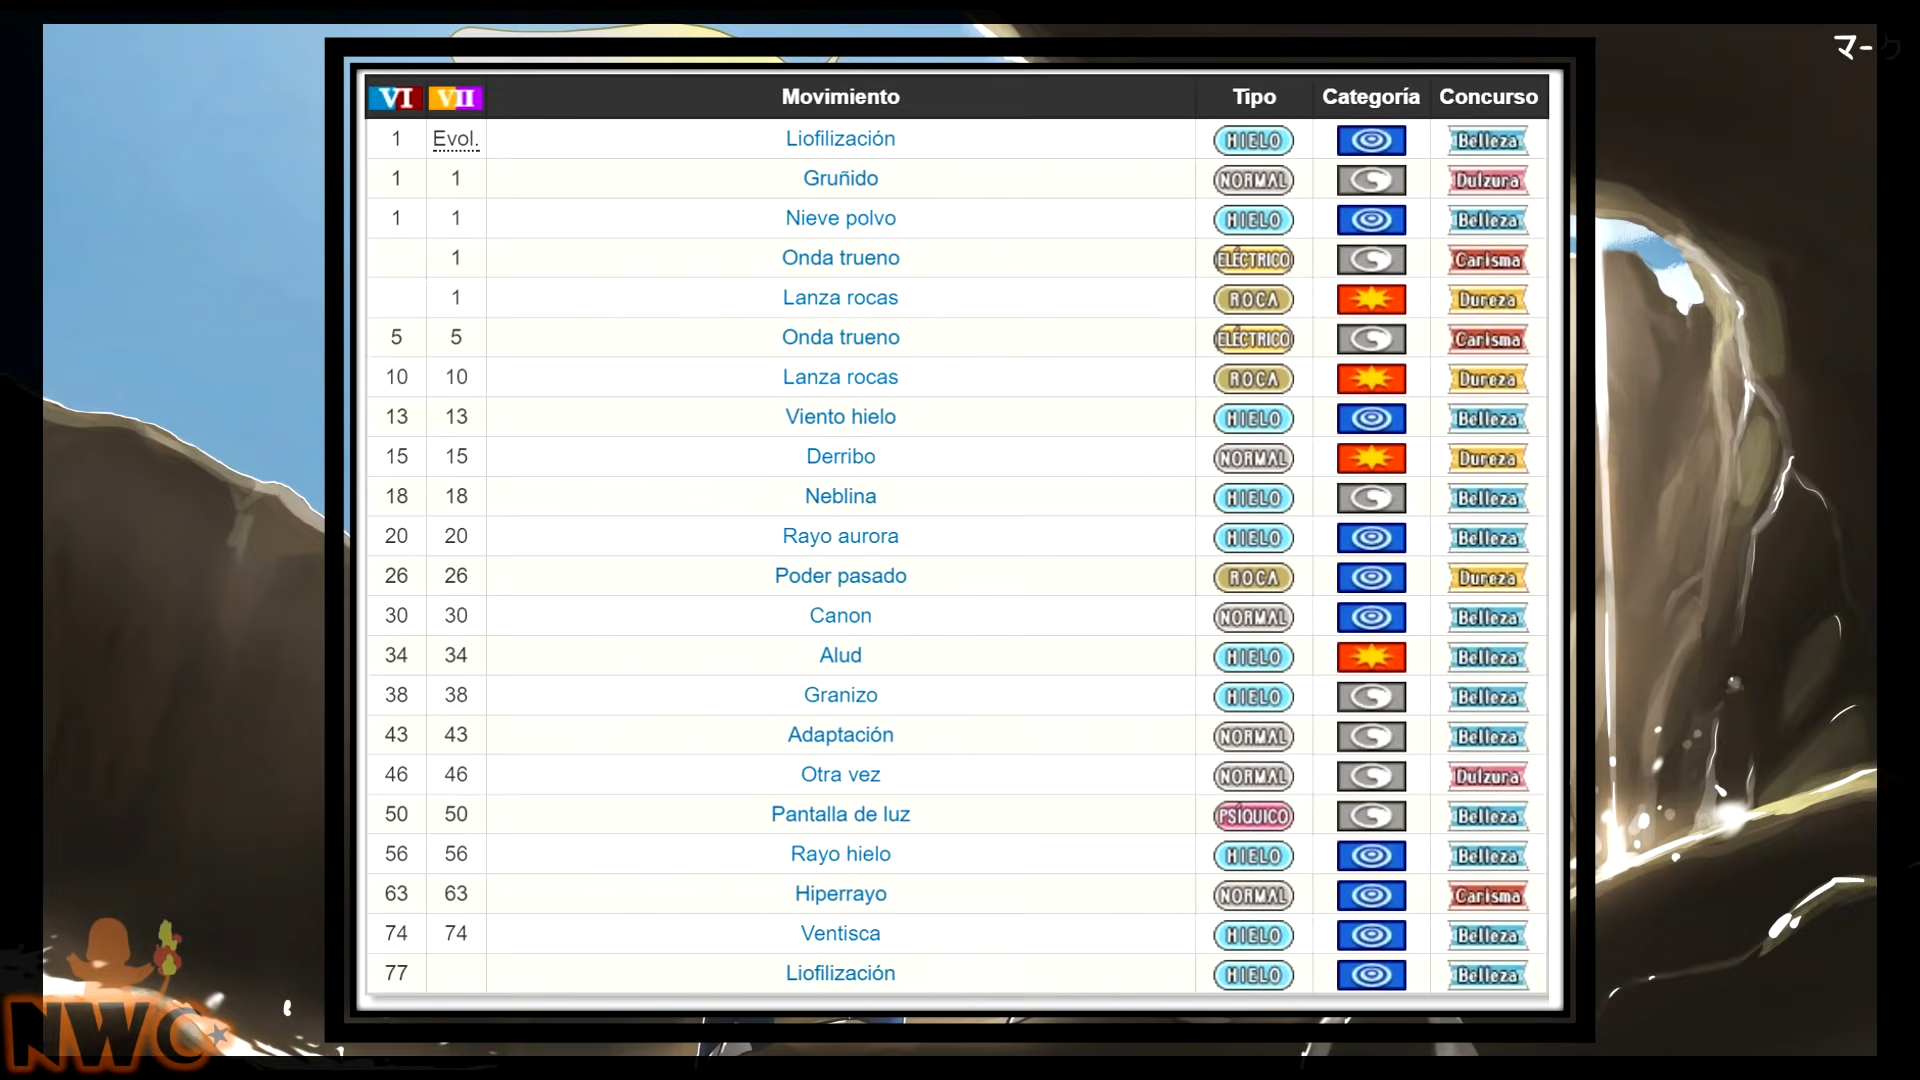 マーク
VI VII Movimiento Tipo Categoría Concurso
1 Evol. Liofilización HIELO Belleza
1 1 Gruñido NORMAL Dulzura
1 1 Nieve polvo HIELO Belleza
1 Onda trueno ELÉCTRICO Carisma
1 Lanza rocas ROCA Dureza
5 5 Onda trueno ELÉCTRICO Carisma
10 10 Lanza rocas ROCA Dureza
13 13 Viento hielo HIELO Belleza
15 15 Derribo NORMAL Dureza
18 18 Neblina HIELO Belleza
20 20 Rayo aurora HIELO Belleza
26 26 Poder pasado ROCA Dureza
30 30 Canon NORMAL Belleza
34 34 Alud HIELO Belleza
38 38 Granizo HIELO Belleza
43 43 Adaptación NORMAL Belleza
46 46 Otra vez NORMAL Dulzura
50 50 Pantalla de luz PSÍQUICO Belleza
56 56 Rayo hielo HIELO Belleza
63 63 Hiperrayo NORMAL Carisma
74 74 Ventisca HIELO Belleza
77 Liofilización HIELO Belleza
NWC